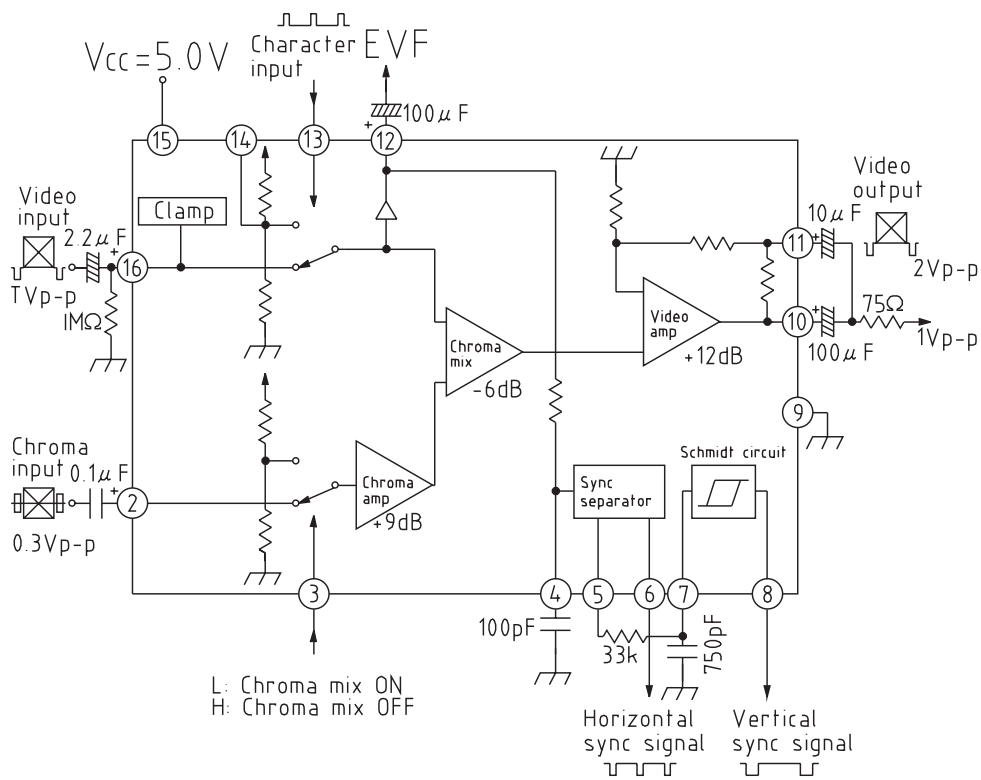 Vcc=5.0V
Character
input
EVF
100μF
+
15
14
13
12
Video
input
2.2μF
+
16
TVp-p
1MΩ
Clamp
Video
output
10μF
+
11
2Vp-p
75Ω
+
10
100μF
1Vp-p
Chroma
mix
-6dB
Video
amp
+12dB
9
Chroma
input
0.1μF
+
2
0.3Vp-p
Chroma
amp
+9dB
Sync
separator
Schmidt circuit
3
4
5
6
7
8
100pF
33k
750pF
L: Chroma mix ON
H: Chroma mix OFF
Horizontal
sync signal
Vertical
sync signal